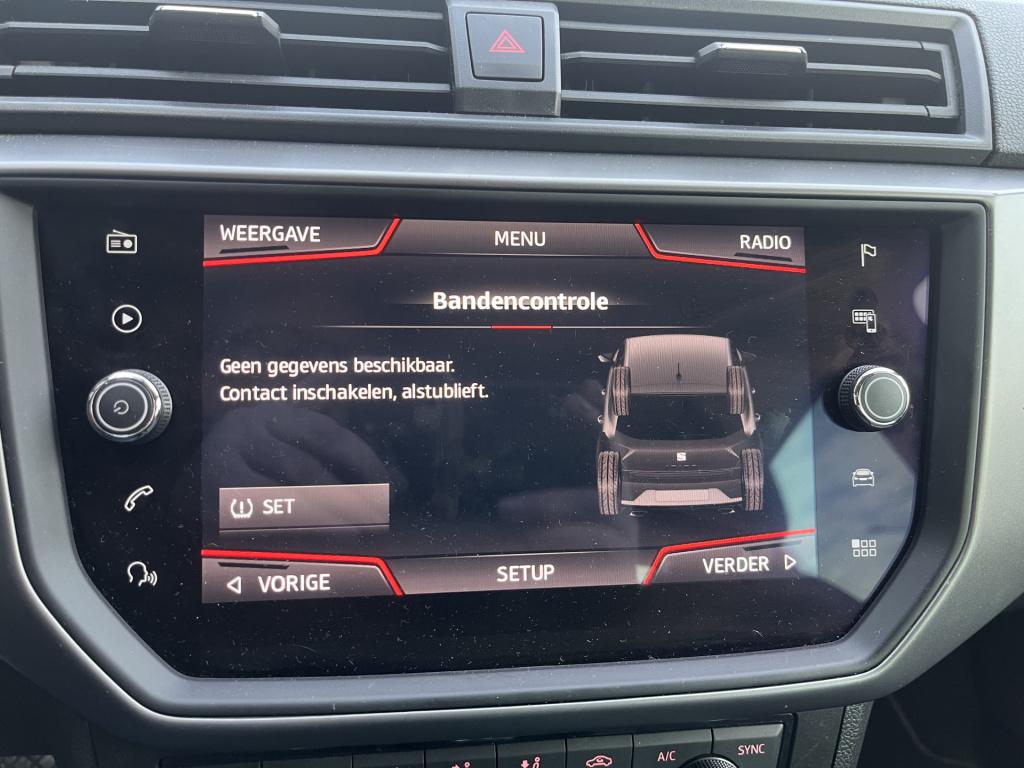 WEERGAVE
MENU
RADIO
Bandencontrole
Geen gegevens beschikbaar.
Contact inschakelen, alstublieft.
SET
VORIGE
SETUP
VERDER
A/C
SYNC